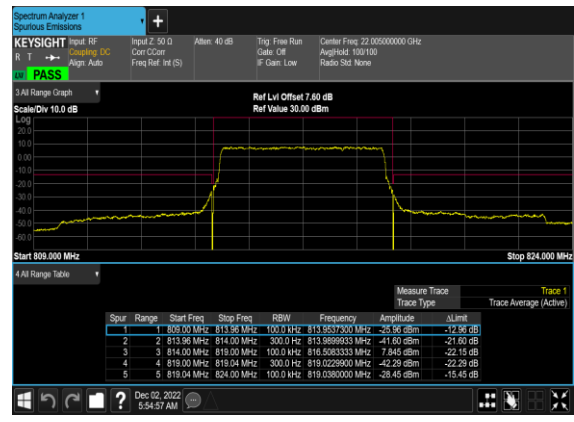 Spectrum Analyzer 1
Spurious Emissions
KEYSIGHT Input: RF Input Z: 50 Ω Atten: 40 dB Trig: Free Run Center Freq: 22.005000000 GHz
R T Coupling: DC Corr CCorr Gate: Off Avg|Hold: 100/100
Align: Auto Freq Ref: Int (S) IF Gain: Low Radio Std: None
PASS
3 All Range Graph
Ref Lvl Offset 7.60 dB
Scale/Div 10.0 dB Ref Value 30.00 dBm
Log
20.0
10.0
0.00
-10.0
-20.0
-30.0
-40.0
-50.0
-60.0
Start 809.000 MHz Stop 824.000 MHz
4 All Range Table
Measure Trace Trace 1
Trace Type Trace Average (Active)
Spur Range Start Freq Stop Freq RBW Frequency Amplitude ΔLimit
1 1 809.00 MHz 813.96 MHz 100.0 kHz 813.9537300 MHz -25.96 dBm -12.96 dB
2 2 813.96 MHz 814.00 MHz 300.0 Hz 813.9899933 MHz -41.60 dBm -21.60 dB
3 3 814.00 MHz 819.00 MHz 100.0 kHz 816.5083333 MHz 7.845 dBm -22.15 dB
4 4 819.00 MHz 819.04 MHz 300.0 Hz 819.0229900 MHz -42.29 dBm -22.29 dB
5 5 819.04 MHz 824.00 MHz 100.0 kHz 819.0380000 MHz -28.45 dBm -15.45 dB
Dec 02, 2022
5:54:57 AM